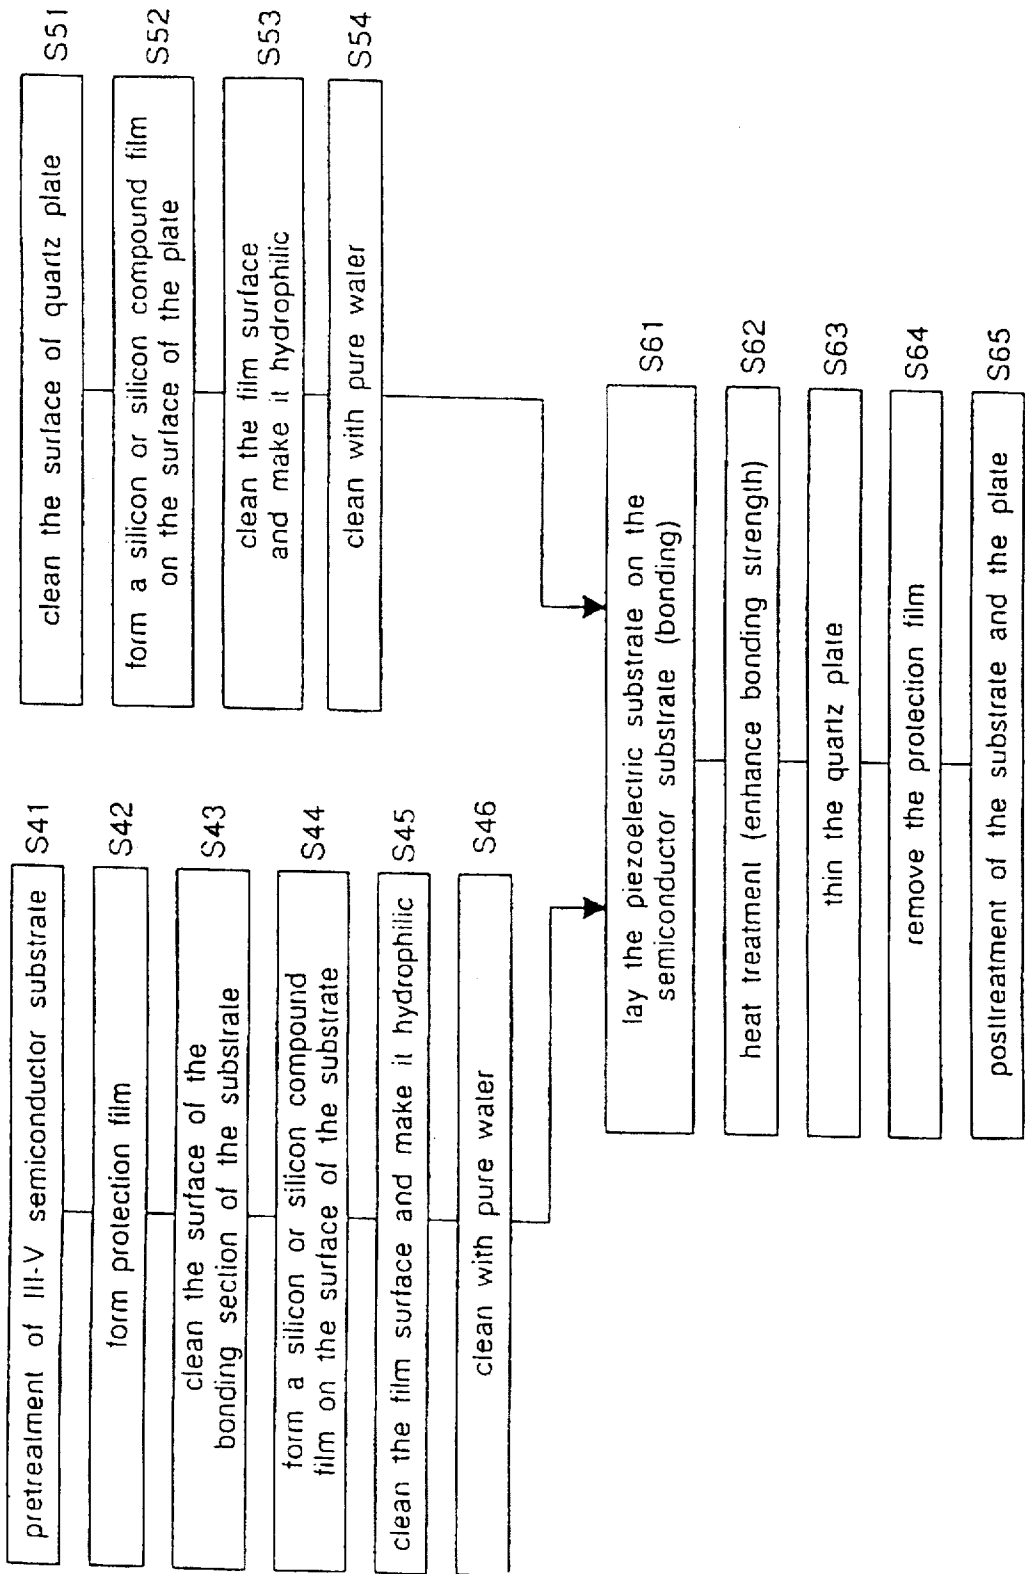 pretreatment of III-V semiconductor substrate
S41
form protection film
S42
clean the surface of the
bonding section of the substrate
S43
form a silicon or silicon compound
film on the surface of the substrate
S44
clean the film surface and make it hydrophilic
S45
clean with pure water
S46
clean the surface of quartz plate
S51
form a silicon or silicon compound film
on the surface of the plate
S52
clean the film surface
and make it hydrophilic
S53
clean with pure water
S54
lay the piezoelectric substrate on the
semiconductor substrate (bonding)
S61
heat treatment (enhance bonding strength)
S62
thin the quartz plate
S63
remove the protection film
S64
posttreatment of the substrate and the plate
S65